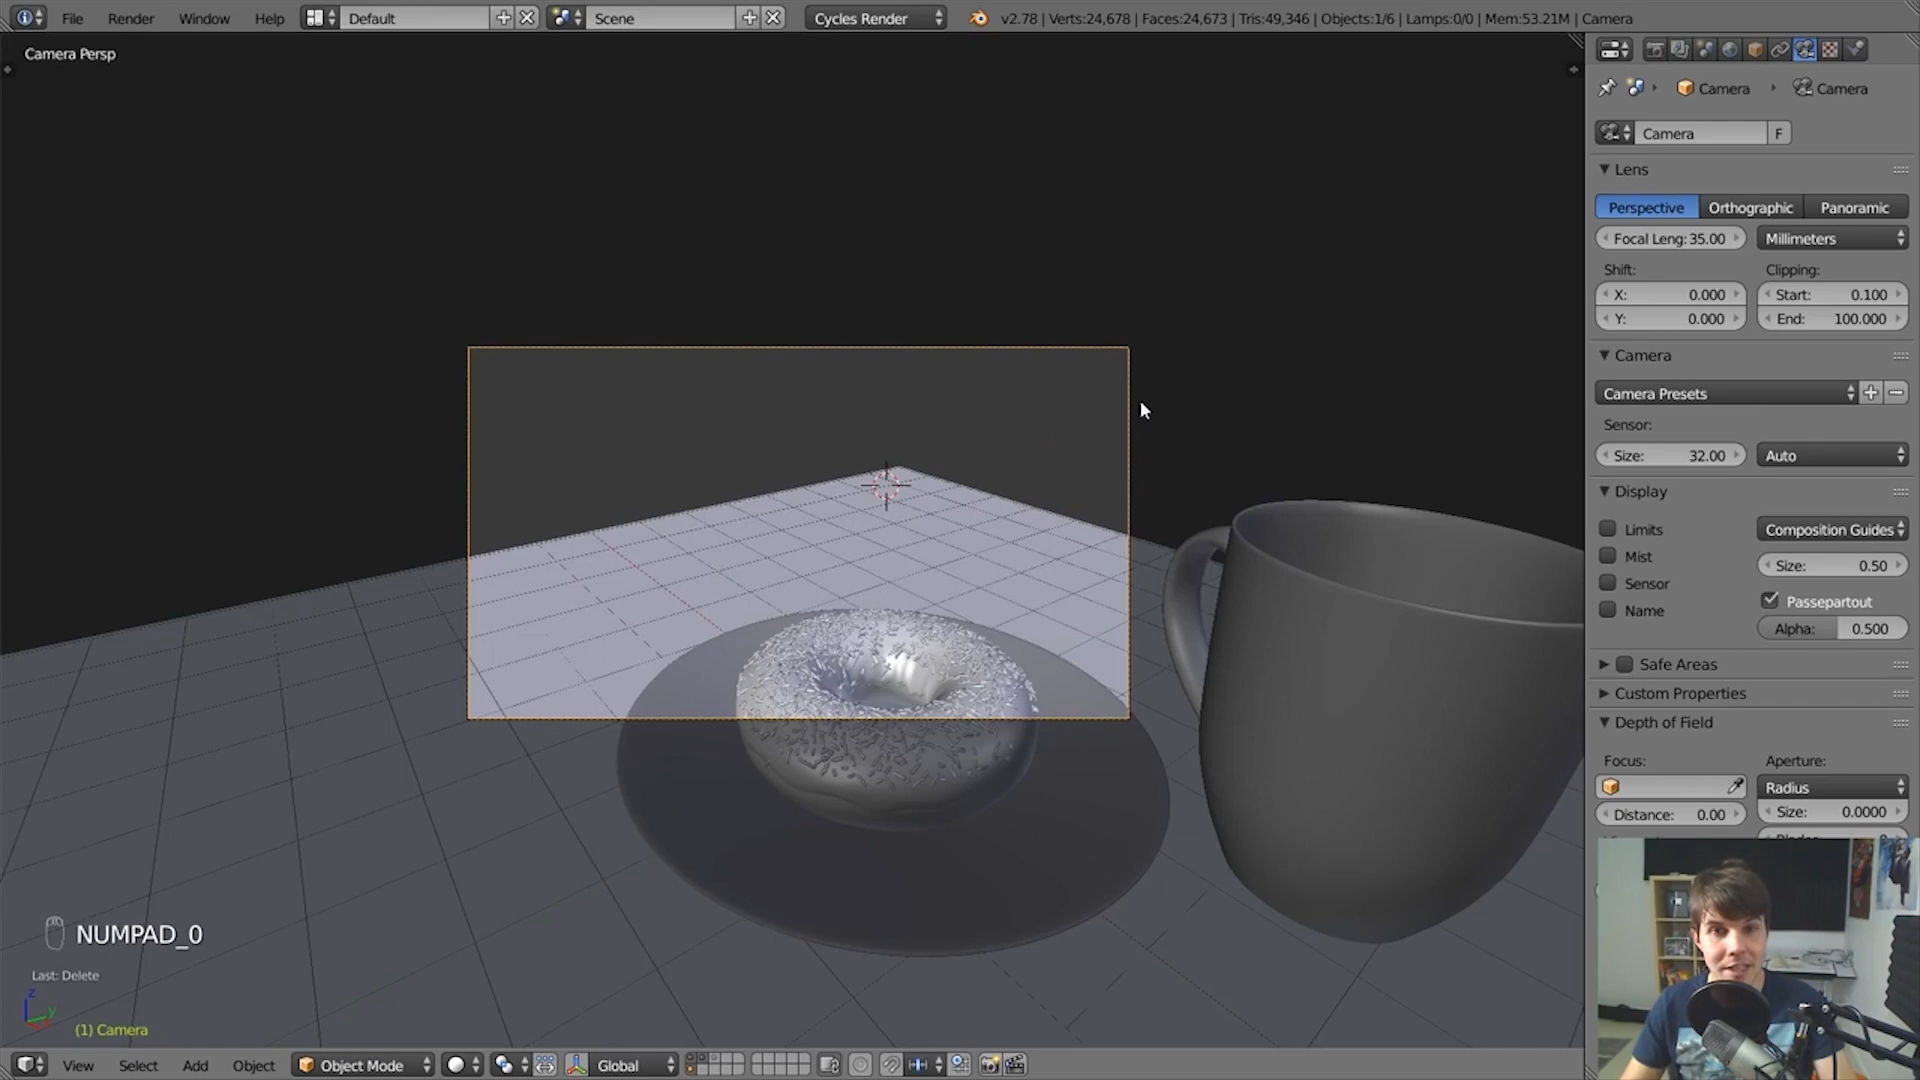 File Render Window Help Default Scene Cycles Render v2.78 | Verts:24,678 | Faces:24,673 | Tris:49,346 | Objects:1/6 | Lamps:0/0 | Mem:53.21M | Camera
Camera Persp
Camera Camera
Camera F
Lens
Perspective Orthographic Panoramic
Focal Leng: 35.00 Millimeters
Shift: Clipping:
X: 0.000 Start: 0.100
Y: 0.000 End: 100.000
Camera
Camera Presets
Sensor:
Size: 32.00 Auto
Display
Limits Composition Guides
Mist Size: 0.50
Sensor Passepartout
Name Alpha: 0.500
Safe Areas
Custom Properties
Depth of Field
Focus: Aperture:
Radius
Distance: 0.00 Size: 0.0000
NUMPAD_0
Last: Delete
z
y
(1) Camera
View Select Add Object Object Mode Global